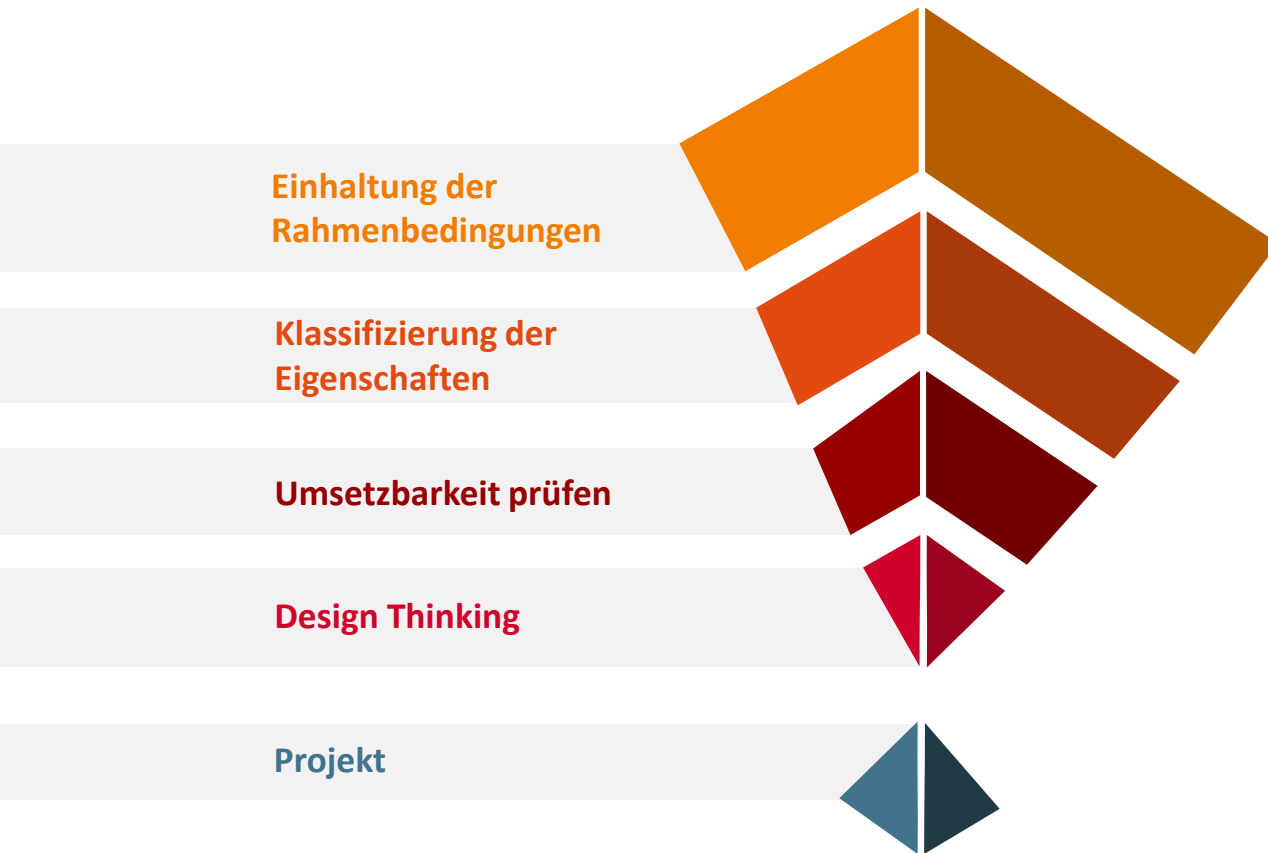 Einhaltung der
Rahmenbedingungen
Klassifizierung der
Eigenschaften
Umsetzbarkeit prüfen
Design Thinking
Projekt